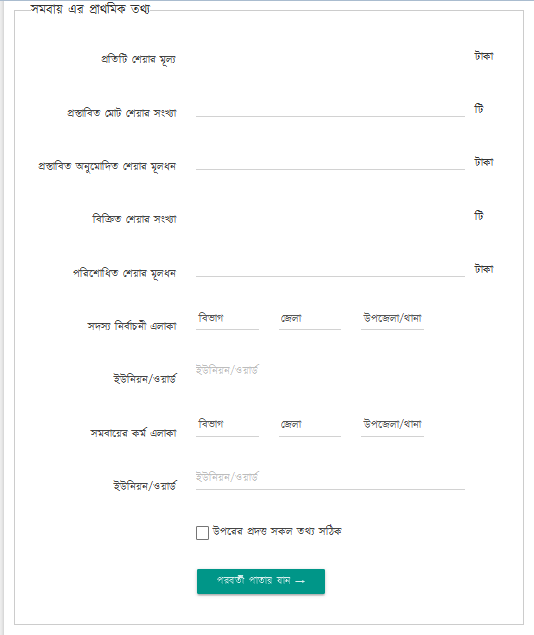 সমবায় এর প্রাথমিক তথ্য
প্রতিটি শেয়ার মূল্য টাকা
প্রস্তাবিত মোট শেয়ার সংখ্যা টি
প্রস্তাবিত অনুমোদিত শেয়ার মূলধন টাকা
বিক্রিত শেয়ার সংখ্যা টি
পরিশোধিত শেয়ার মূলধন টাকা
সদস্য নির্বাচনী এলাকা বিভাগ জেলা উপজেলা/থানা
ইউনিয়ন/ওয়ার্ড ইউনিয়ন/ওয়ার্ড
সমবায়ের কর্ম এলাকা বিভাগ জেলা উপজেলা/থানা
ইউনিয়ন/ওয়ার্ড ইউনিয়ন/ওয়ার্ড
উপরের প্রদত্ত সকল তথ্য সঠিক
পরবর্তী পাতায় যান →